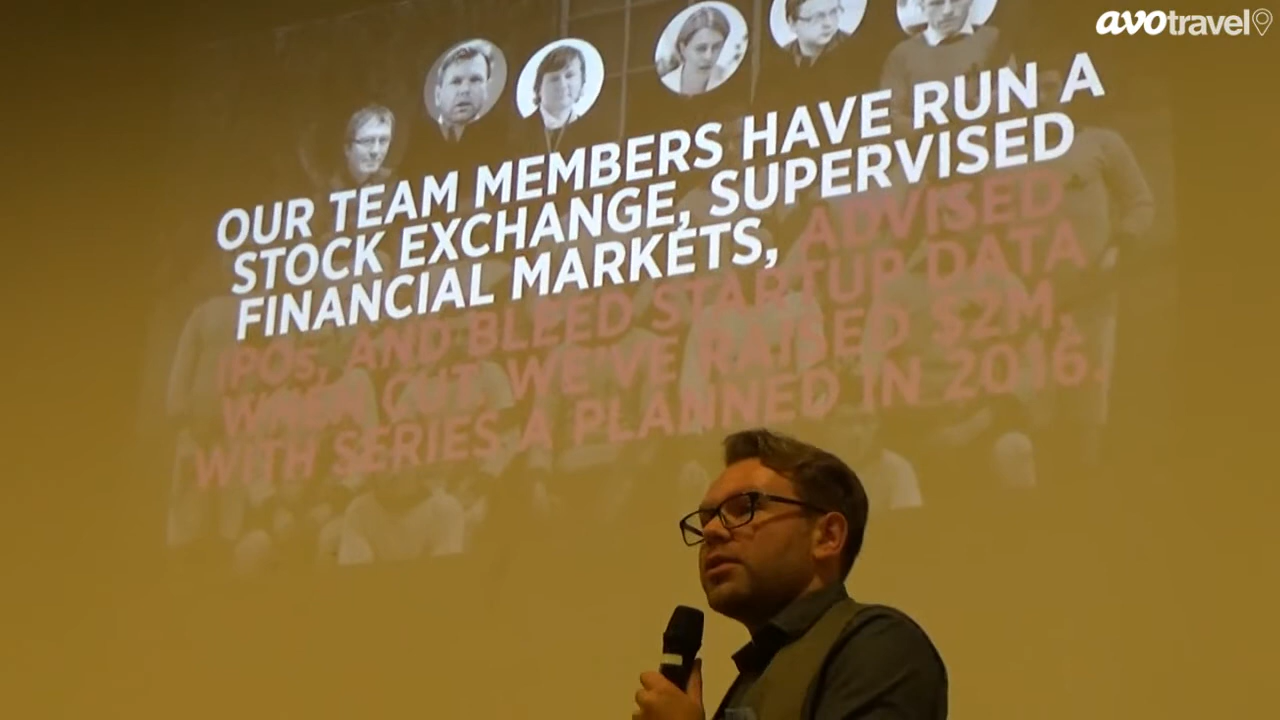 avotravel
OUR TEAM MEMBERS HAVE RUN A
STOCK EXCHANGE, SUPERVISED
FINANCIAL MARKETS, ADVISED
IPOs, AND BLEED STARTUP DATA
WHEN CUT. WE'VE RAISED $2M,
WITH SERIES A PLANNED IN 2016.